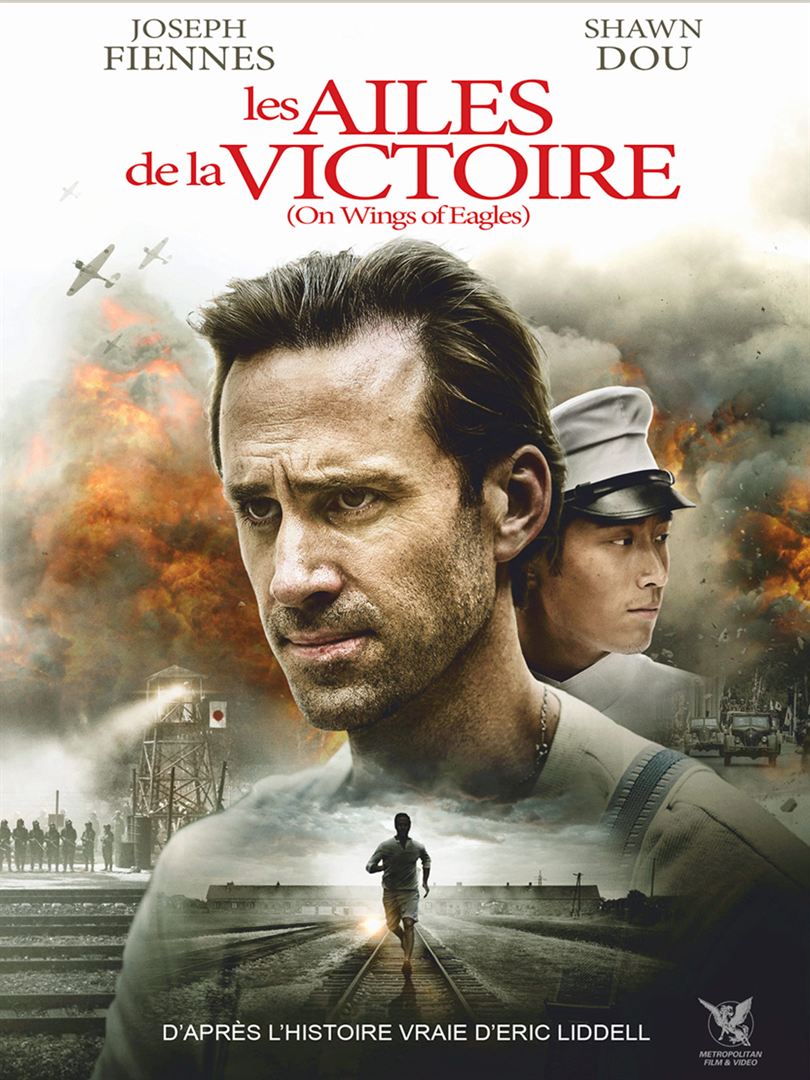 JOSEPH
FIENNES
SHAWN
DOU
les AILES
de la VICTOIRE
(On Wings of Eagles)
D'APRÈS L'HISTOIRE VRAIE D'ERIC LIDDELL
METROPOLITAN
FILM & VIDEO